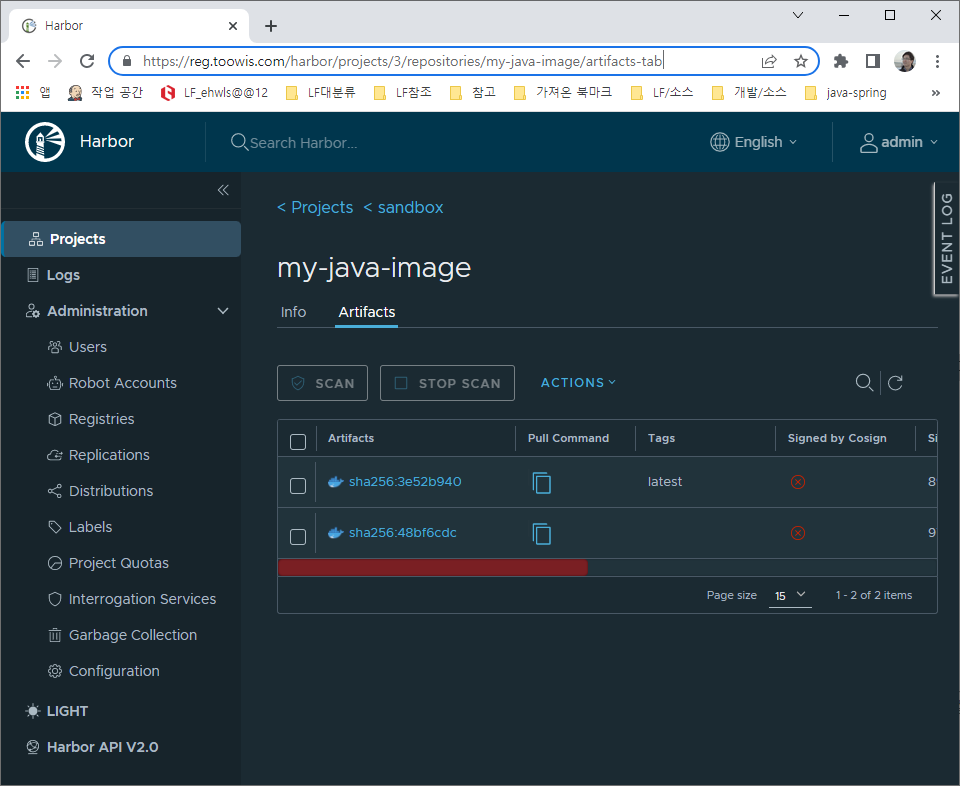 Harbor
https://reg.toowis.com/harbor/projects/3/repositories/my-java-image/artifacts-tab
앱 작업 공간 LF_ehwls@@12 LF대분류 LF참조 참고 가져온 북마크 LF/소스 개발/소스 java-spring »
Harbor Search Harbor... English admin
EVENT LOG
< Projects < sandbox
Projects
Logs
Administration
Users
Robot Accounts
Registries
Replications
Distributions
Labels
Project Quotas
Interrogation Services
Garbage Collection
Configuration
LIGHT
Harbor API V2.0
my-java-image
Info Artifacts
SCAN STOP SCAN ACTIONS
Artifacts Pull Command Tags Signed by Cosign Si
sha256:3e52b940 latest 8
sha256:48bf6cdc 9
Page size 15 1 - 2 of 2 items